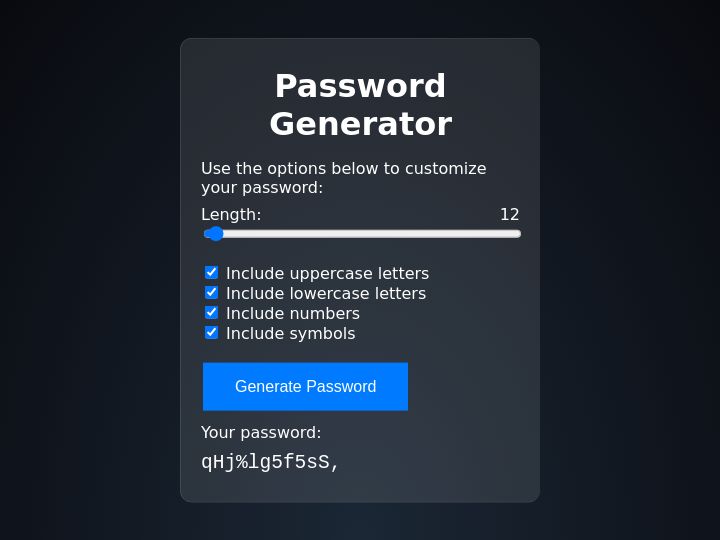 Password
Generator
Use the options below to customize
your password:
Length: 12
Include uppercase letters
Include lowercase letters
Include numbers
Include symbols
Generate Password
Your password:
qHj%lg5f5sS,